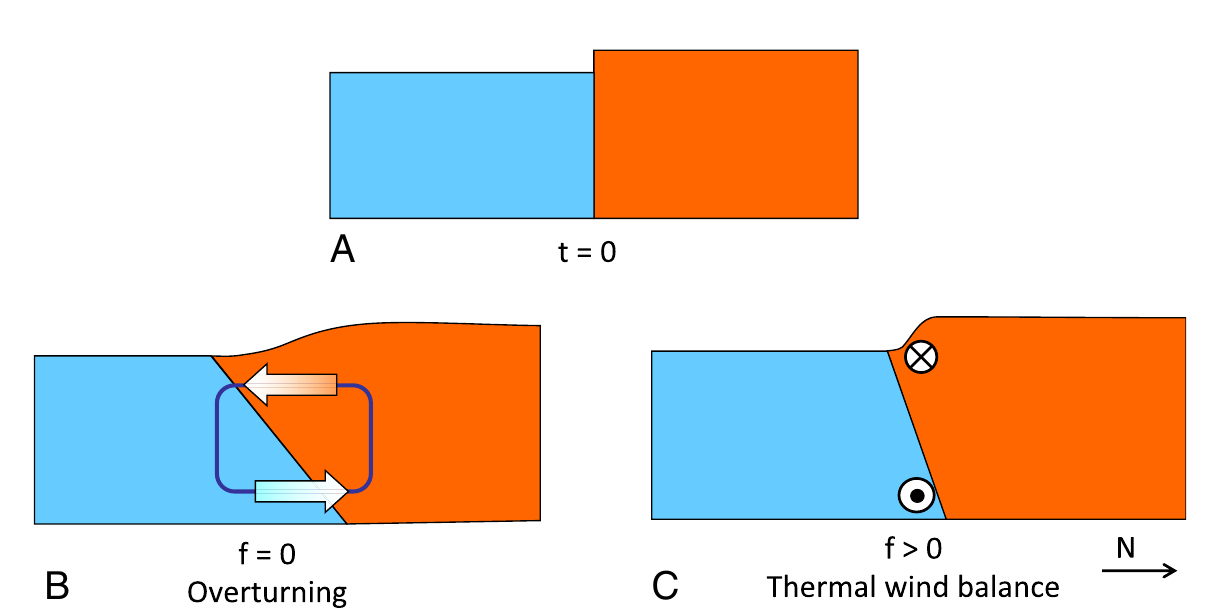 A
t = 0
f = 0
B
Overturning
f > 0
N
C
Thermal wind balance